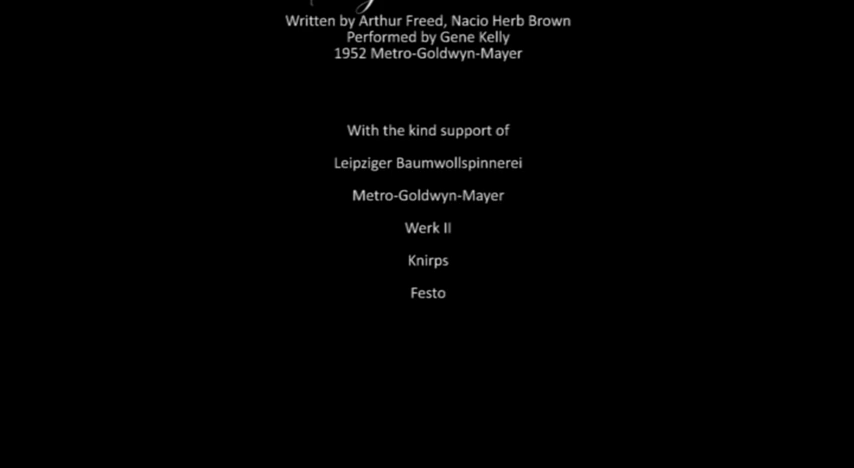 Written by Arthur Freed, Nacio Herb Brown
Performed by Gene Kelly
1952 Metro-Goldwyn-Mayer
With the kind support of
Leipziger Baumwollspinnerei
Metro-Goldwyn-Mayer
Werk II
Knirps
Festo